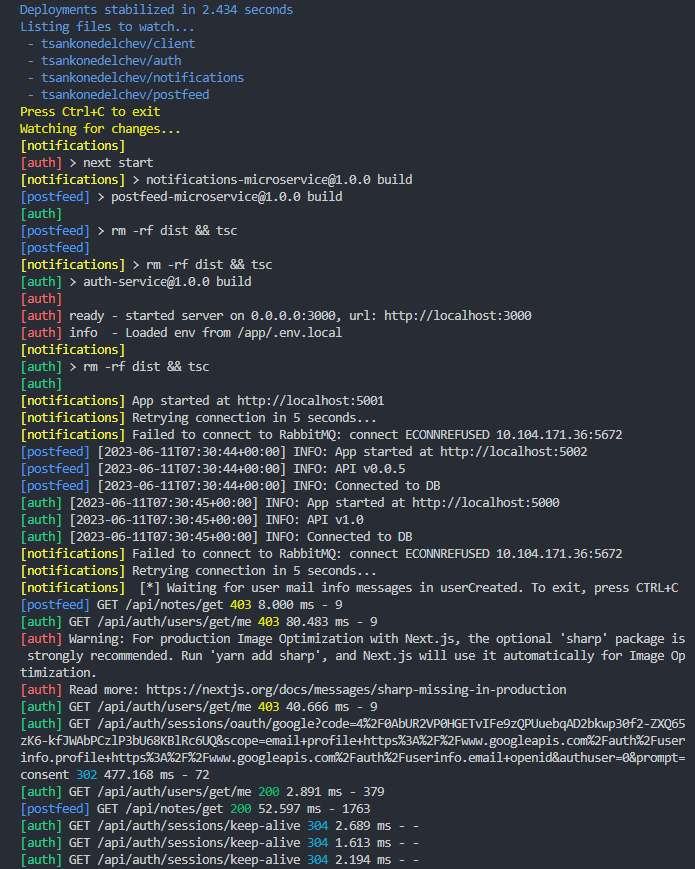 Deployments stabilized in 2.434 seconds
Listing files to watch...
 - tsankonedelchev/client
 - tsankonedelchev/auth
 - tsankonedelchev/notifications
 - tsankonedelchev/postfeed
Press Ctrl+C to exit
Watching for changes...
[notifications]
[auth] > next start
[notifications] > notifications-microservice@1.0.0 build
[postfeed] > postfeed-microservice@1.0.0 build
[auth]
[postfeed] > rm -rf dist && tsc
[postfeed]
[notifications] > rm -rf dist && tsc
[auth] > auth-service@1.0.0 build
[auth]
[auth] ready - started server on 0.0.0.0:3000, url: http://localhost:3000
[auth] info  - Loaded env from /app/.env.local
[notifications]
[auth] > rm -rf dist && tsc
[auth]
[notifications] App started at http://localhost:5001
[notifications] Retrying connection in 5 seconds...
[notifications] Failed to connect to RabbitMQ: connect ECONNREFUSED 10.104.171.36:5672
[postfeed] [2023-06-11T07:30:44+00:00] INFO: App started at http://localhost:5002
[postfeed] [2023-06-11T07:30:44+00:00] INFO: API v0.0.5
[postfeed] [2023-06-11T07:30:44+00:00] INFO: Connected to DB
[auth] [2023-06-11T07:30:45+00:00] INFO: App started at http://localhost:5000
[auth] [2023-06-11T07:30:45+00:00] INFO: API v1.0
[auth] [2023-06-11T07:30:45+00:00] INFO: Connected to DB
[notifications] Failed to connect to RabbitMQ: connect ECONNREFUSED 10.104.171.36:5672
[notifications] Retrying connection in 5 seconds...
[notifications]  [*] Waiting for user mail info messages in userCreated. To exit, press CTRL+C
[postfeed] GET /api/notes/get 403 8.000 ms - 9
[auth] GET /api/auth/users/get/me 403 80.483 ms - 9
[auth] Warning: For production Image Optimization with Next.js, the optional 'sharp' package is
 strongly recommended. Run 'yarn add sharp', and Next.js will use it automatically for Image Op
timization.
[auth] Read more: https://nextjs.org/docs/messages/sharp-missing-in-production
[auth] GET /api/auth/users/get/me 403 40.666 ms - 9
[auth] GET /api/auth/sessions/oauth/google?code=4%2F0AbUR2VP0HGETvIFe9zQPUuebqAD2bkwp30f2-ZXQ65
zK6-kfJWAbPCzlP3bU68KBlRc6UQ&scope=email+profile+https%3A%2F%2Fwww.googleapis.com%2Fauth%2Fuser
info.profile+https%3A%2F%2Fwww.googleapis.com%2Fauth%2Fuserinfo.email+openid&authuser=0&prompt=
consent 302 477.168 ms - 72
[auth] GET /api/auth/users/get/me 200 2.891 ms - 379
[postfeed] GET /api/notes/get 200 52.597 ms - 1763
[auth] GET /api/auth/sessions/keep-alive 304 2.689 ms - -
[auth] GET /api/auth/sessions/keep-alive 304 1.613 ms - -
[auth] GET /api/auth/sessions/keep-alive 304 2.194 ms - -